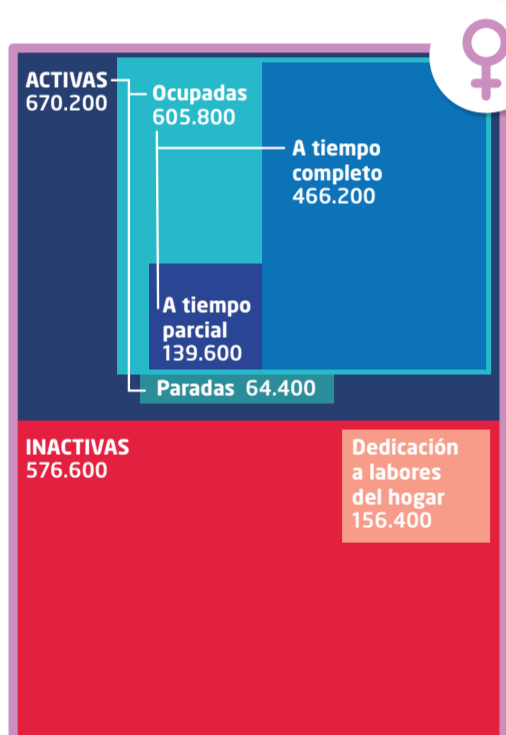 ACTIVAS
670.200
Ocupadas
605.800
A tiempo
completo
466.200
A tiempo
parcial
139.600
Paradas 64.400
INACTIVAS
576.600
Dedicación
a labores
del hogar
156.400